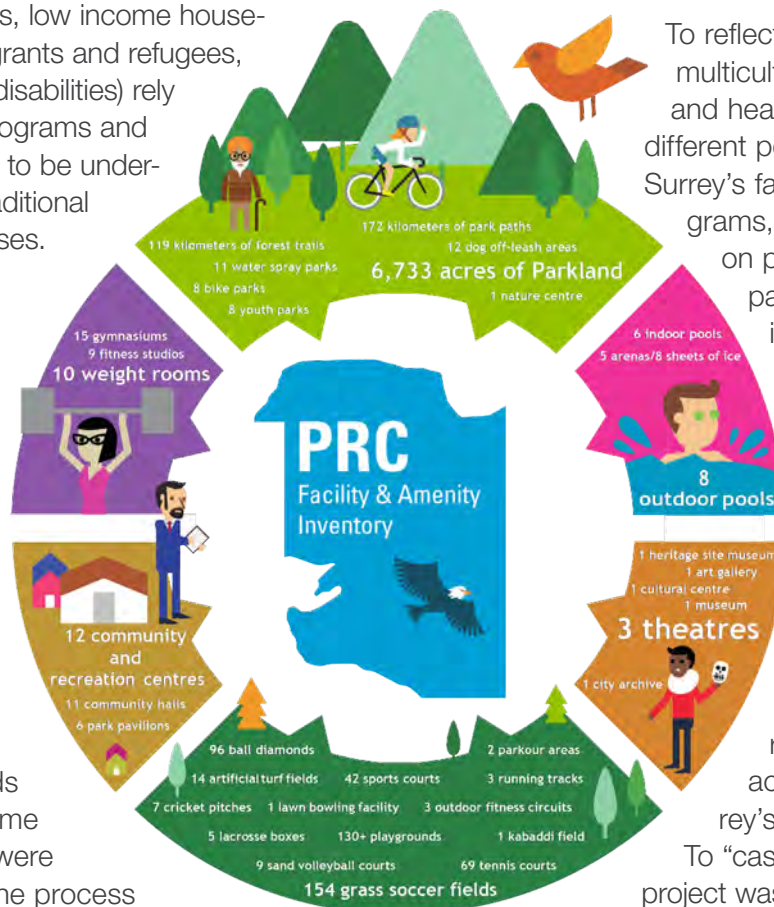 s, low income house-
grants and refugees,
disabilities) rely
ograms and
to be under-
aditional
ses.
To reflect
multicult
and hea
different po
Surrey's fa
grams,
on p
pa
i
172 kilometers of park paths
119 kilometers of forest trails
12 dog off-leash areas
11 water spray parks
6,733 acres of Parkland
8 bike parks
1 nature centre
8 youth parks
15 gymnasiums
9 fitness studios
10 weight rooms
6 indoor pools
5 arenas/8 sheets of ice
8
outdoor pools
PRC
Facility & Amenity
Inventory
12 community
and
recreation centres
11 community halls
6 park pavilions
1 heritage site museum
1 art gallery
1 cultural centre
1 museum
3 theatres
1 city archive
96 ball diamonds
2 parkour areas
14 artificial turf fields
42 sports courts
3 running tracks
7 cricket pitches
1 lawn bowling facility
3 outdoor fitness circuits
5 lacrosse boxes
130+ playgrounds
1 kabaddi field
9 sand volleyball courts
69 tennis courts
154 grass soccer fields
ds
me
were
he process
r
ac
rey's
To "cas
project was